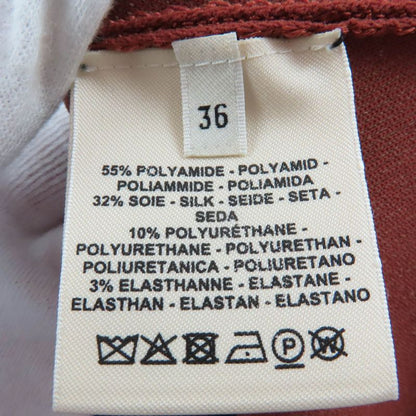 36
55% POLYAMIDE - POLYAMID -
POLIAMMIDE - POLIAMIDA
32% SOIE - SILK - SEIDE - SETA -
SEDA
10% POLYURÉTHANE -
POLYURETHANE - POLYURETHAN -
POLIURETANICA - POLIURETANO
3% ELASTHANNE - ELASTANE -
ELASTHAN - ELASTAN - ELASTANO
P W